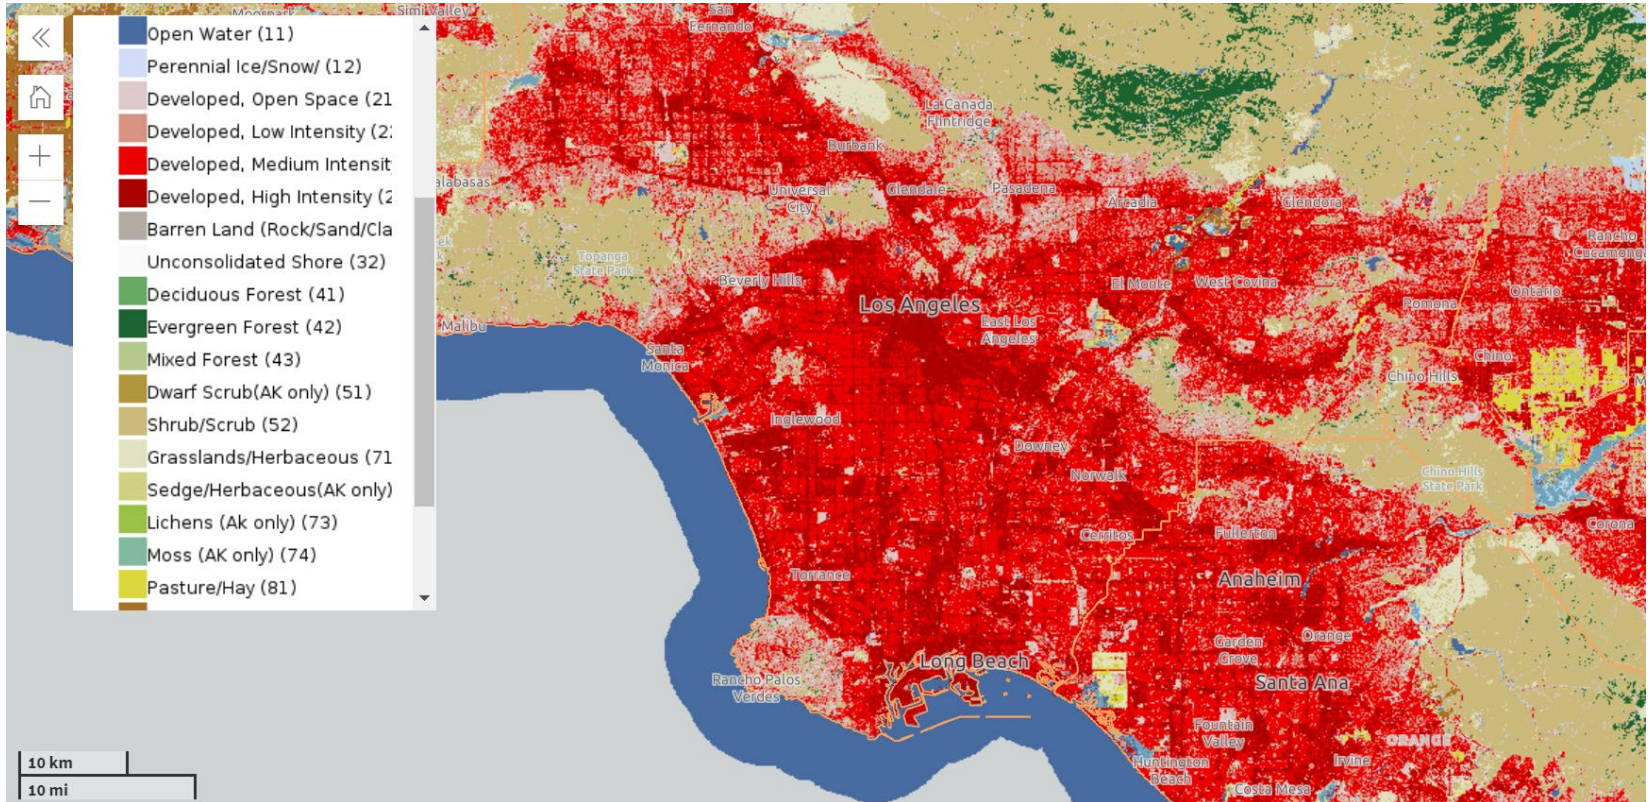 Open Water (11)
Perennial Ice/Snow/ (12)
Developed, Open Space (21
Developed, Low Intensity (2
Developed, Medium Intensit
Developed, High Intensity (2
Barren Land (Rock/Sand/Cla
Unconsolidated Shore (32)
Deciduous Forest (41)
Evergreen Forest (42)
Mixed Forest (43)
Dwarf Scrub(AK only) (51)
Shrub/Scrub (52)
Grasslands/Herbaceous (71
Sedge/Herbaceous(AK only)
Lichens (Ak only) (73)
Moss (AK only) (74)
Pasture/Hay (81)
10 km
10 mi
Moorpark
Simi Valley
San
Fernando
La Canada
Flintridge
Burbank
alabasas
Universal
City
Glendale
Pasadena
Arcadia
Glendora
Rancho
Cucamonga
Topanga
State Park
Beverly Hills
El Monte
West Covina
Ontario
Los Angeles
Pomona
Malibu
East Los
Angeles
Santa
Monica
Chino
Chino Hills
Inglewood
Downey
Norwalk
Chino Hills
State Park
Cerritos
Fullerton
Corona
Torrance
Anaheim
Garden
Grove
Orange
Long Beach
Rancho Palos
Verdes
Santa Ana
Fountain
Valley
ORANGE
Huntington
Beach
Irvine
Costa Mesa